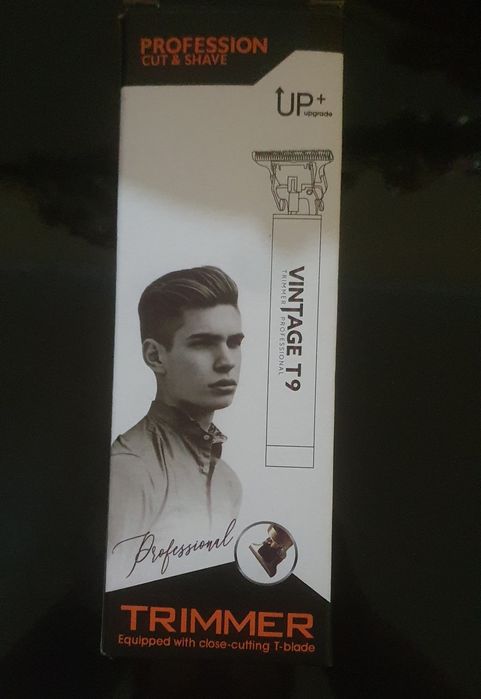 PROFESSION
CUT & SHAVE
UP+
upgrade
VINTAGE T9
TRIMMER PROFESSIONAL
Professional
TRIMMER
Equipped with close-cutting T-blade